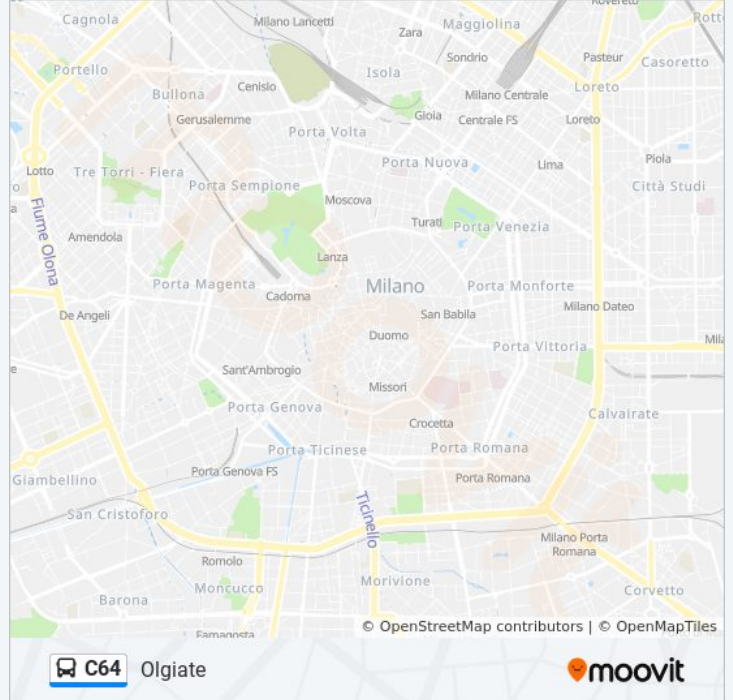 Rovereto
Cagnola
Milano Lancetti
Maggiolina
Zara
Sondrio
Pasteur
Casoretto
Portello
Isola
Bullona
Cenisio
Milano Centrale
Loreto
Gerusalemme
Gioia
Centrale FS
Loreto
Porta Volta
Lotto
Tre Torri - Fiera
Porta Nuova
Lima
Piola
Porta Sempione
Città Studi
Moscova
Fiume Olona
Turati
Porta Venezia
Amendola
Lanza
Porta Magenta
Cadorna
Milano
Porta Monforte
De Angeli
San Babila
Milano Dateo
Duomo
Porta Vittoria
Sant'Ambrogio
Missori
Porta Genova
Crocetta
Calvairate
Porta Ticinese
Porta Romana
Giambellino
Porta Genova FS
Porta Romana
San Cristoforo
Ticinello
Milano Porta
Romana
Romolo
Moncucco
Morivione
Corvetto
Barona
Famagosta
© OpenStreetMap contributors | © OpenMapTiles
C64 Olgiate
moovit